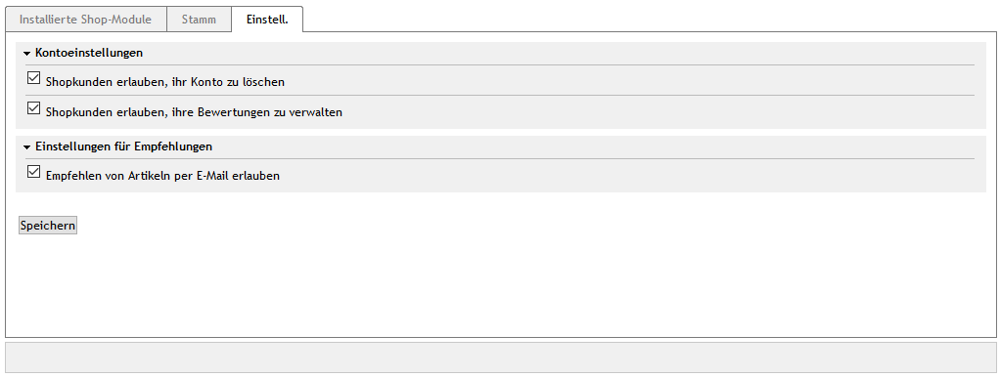 Installierte Shop-Module Stamm Einstell.
Kontoeinstellungen
Shopkunden erlauben, ihr Konto zu löschen
Shopkunden erlauben, ihre Bewertungen zu verwalten
Einstellungen für Empfehlungen
Empfehlen von Artikeln per E-Mail erlauben
Speichern